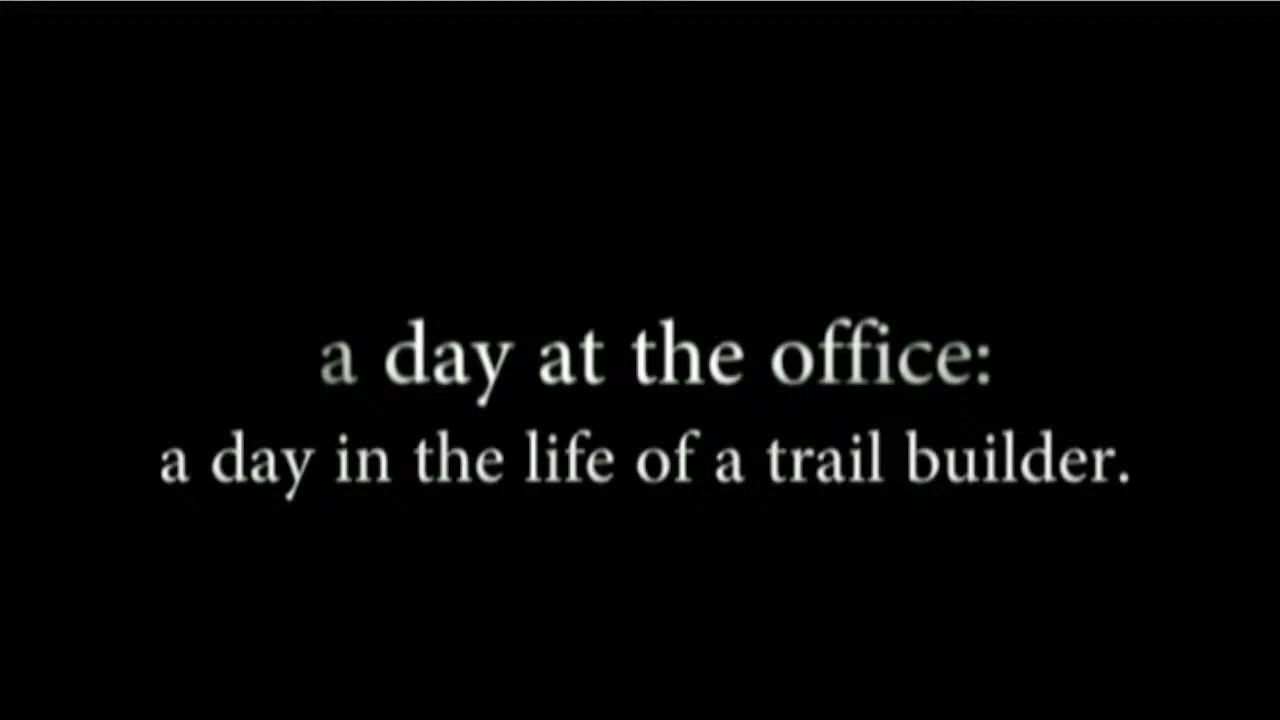 a day at the office:
a day in the life of a trail builder.